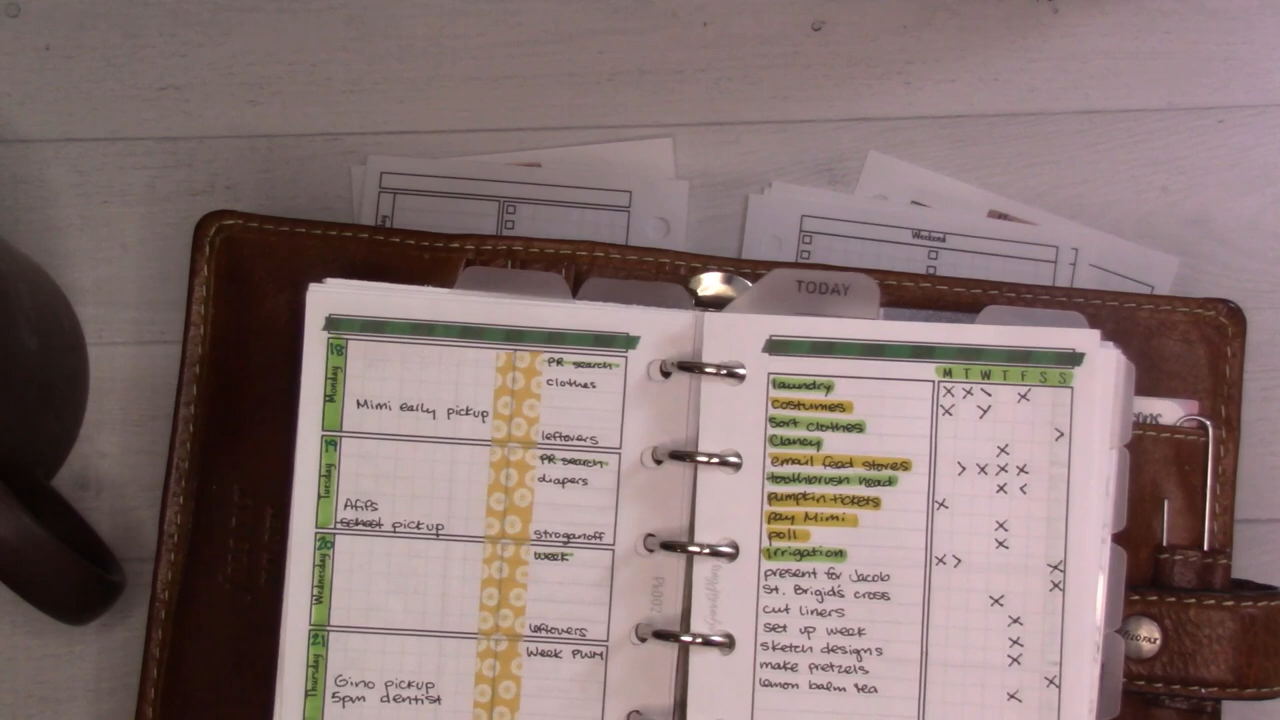 Weekend
TODAY
18
Monday
PR search
clothes
Mimi early pickup
leftovers
19
Tuesday
PR search
diapers
Afips
school pickup
stroganoff
20
Wednesday
week
leftovers
21
Thursday
Week PWM
Gino pickup
5pm dentist
M T W T F S S
laundry
costumes
sort clothes
Clancy
email feed stores
toothbrush head
pumpkin tickets
pay Mimi
poll
irrigation
present for Jacob
St. Brigid's cross
cut liners
set up week
sketch designs
make pretzels
lemon balm tea
FILOFAX